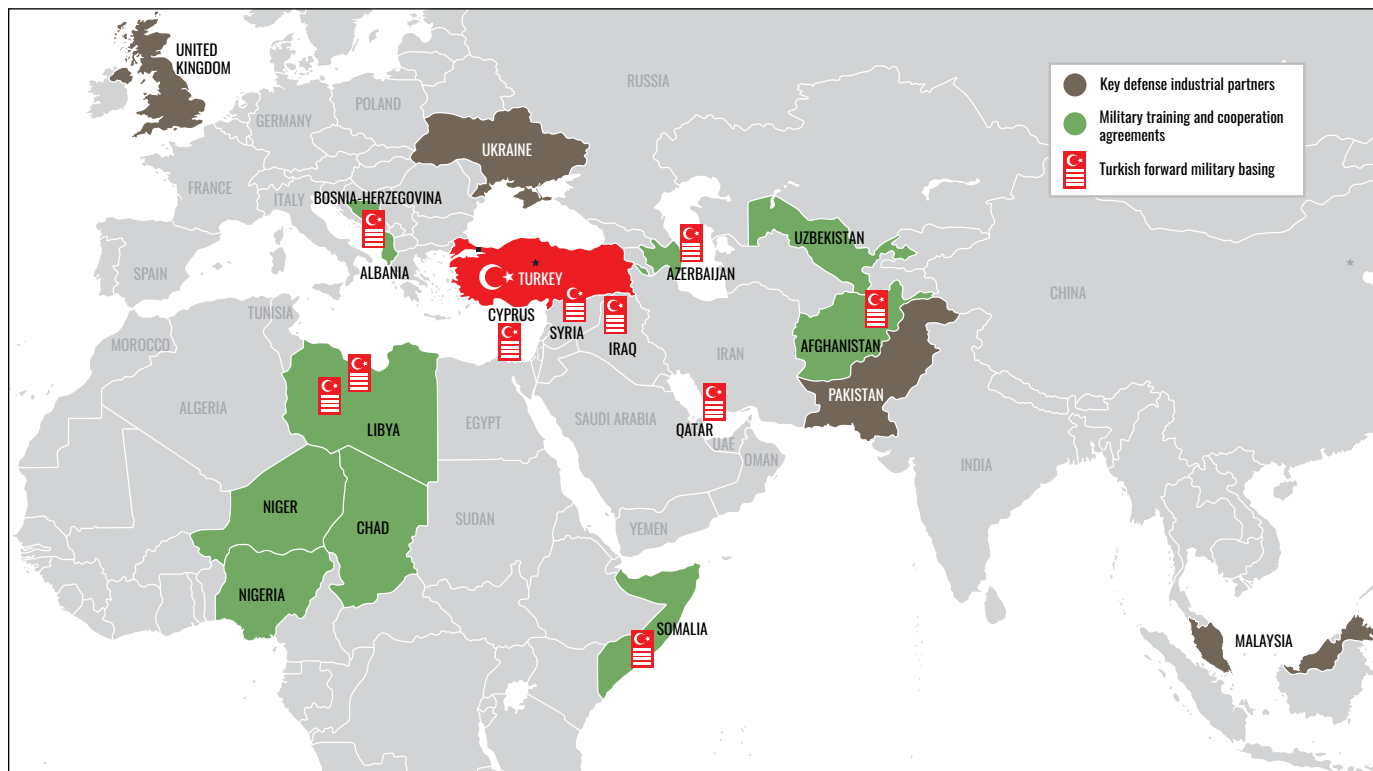 UNITED
KINGDOM
RUSSIA
POLAND
GERMANY
UKRAINE
FRANCE
ITALY
BOSNIA-HERZEGOVINA
SPAIN
ALBANIA
TURKEY
AZERBAIJAN
UZBEKISTAN
CHINA
TUNISIA
CYPRUS
SYRIA
IRAQ
IRAN
AFGHANISTAN
MOROCCO
PAKISTAN
ALGERIA
LIBYA
EGYPT
SAUDI ARABIA
QATAR
UAE
OMAN
INDIA
NIGER
CHAD
SUDAN
YEMEN
NIGERIA
SOMALIA
MALAYSIA
Key defense industrial partners
Military training and cooperation
agreements
Turkish forward military basing